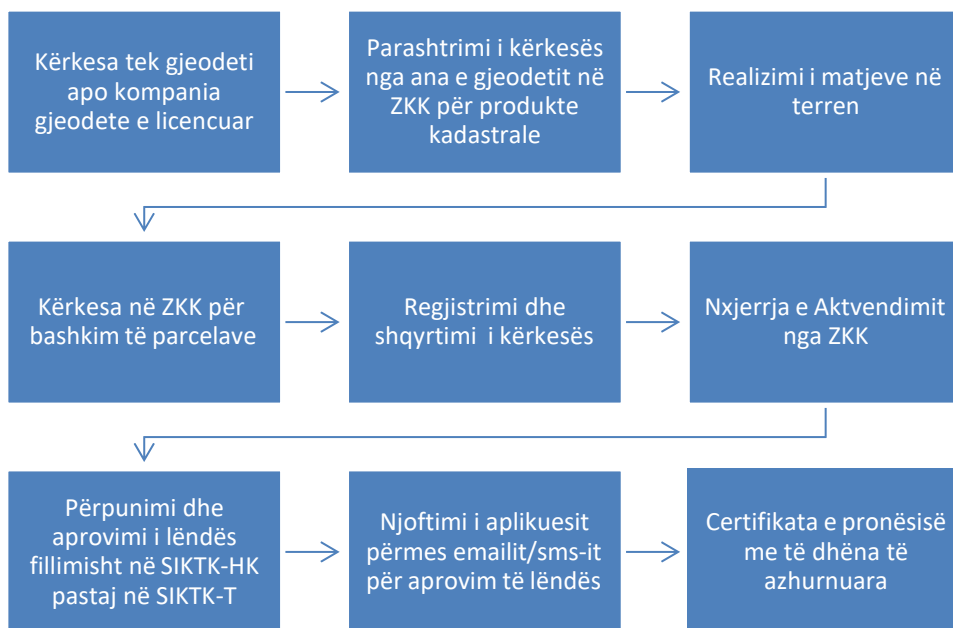 Kërkesa tek gjeodeti
apo kompania
gjeodete e licencuar
Parashtrimi i kërkesës
nga ana e gjeodetit në
ZKK për produkte
kadastrale
Realizimi i matjeve në
terren
Kërkesa në ZKK për
bashkim të parcelave
Regjistrimi dhe
shqyrtimi i kërkesës
Nxjerrja e Aktvendimit
nga ZKK
Përpunimi dhe
aprovimi i lëndës
fillimisht në SIKTK-HK
pastaj në SIKTK-T
Njoftimi i aplikuesit
përmes emailit/sms-it
për aprovim të lëndës
Certifikata e pronësisë
me të dhëna të
azhurnuara